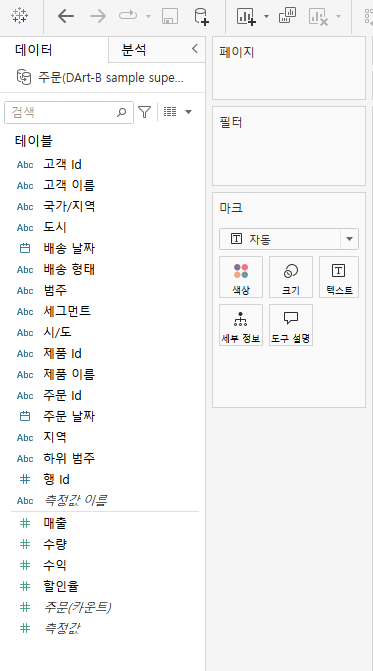 데이터
분석
주문(DArt-B sample supe...
검색
테이블
Abc 고객 Id
Abc 고객 이름
Abc 국가/지역
Abc 도시
배송 날짜
Abc 배송 형태
Abc 범주
Abc 세그먼트
Abc 시/도
Abc 제품 Id
Abc 제품 이름
Abc 주문 Id
주문 날짜
Abc 지역
Abc 하위 범주
# 행 Id
Abc 측정값 이름
# 매출
# 수량
# 수익
# 할인율
# 주문(카운트)
# 측정값
페이지
필터
마크
T 자동
색상
크기
T 텍스트
세부 정보
도구 설명